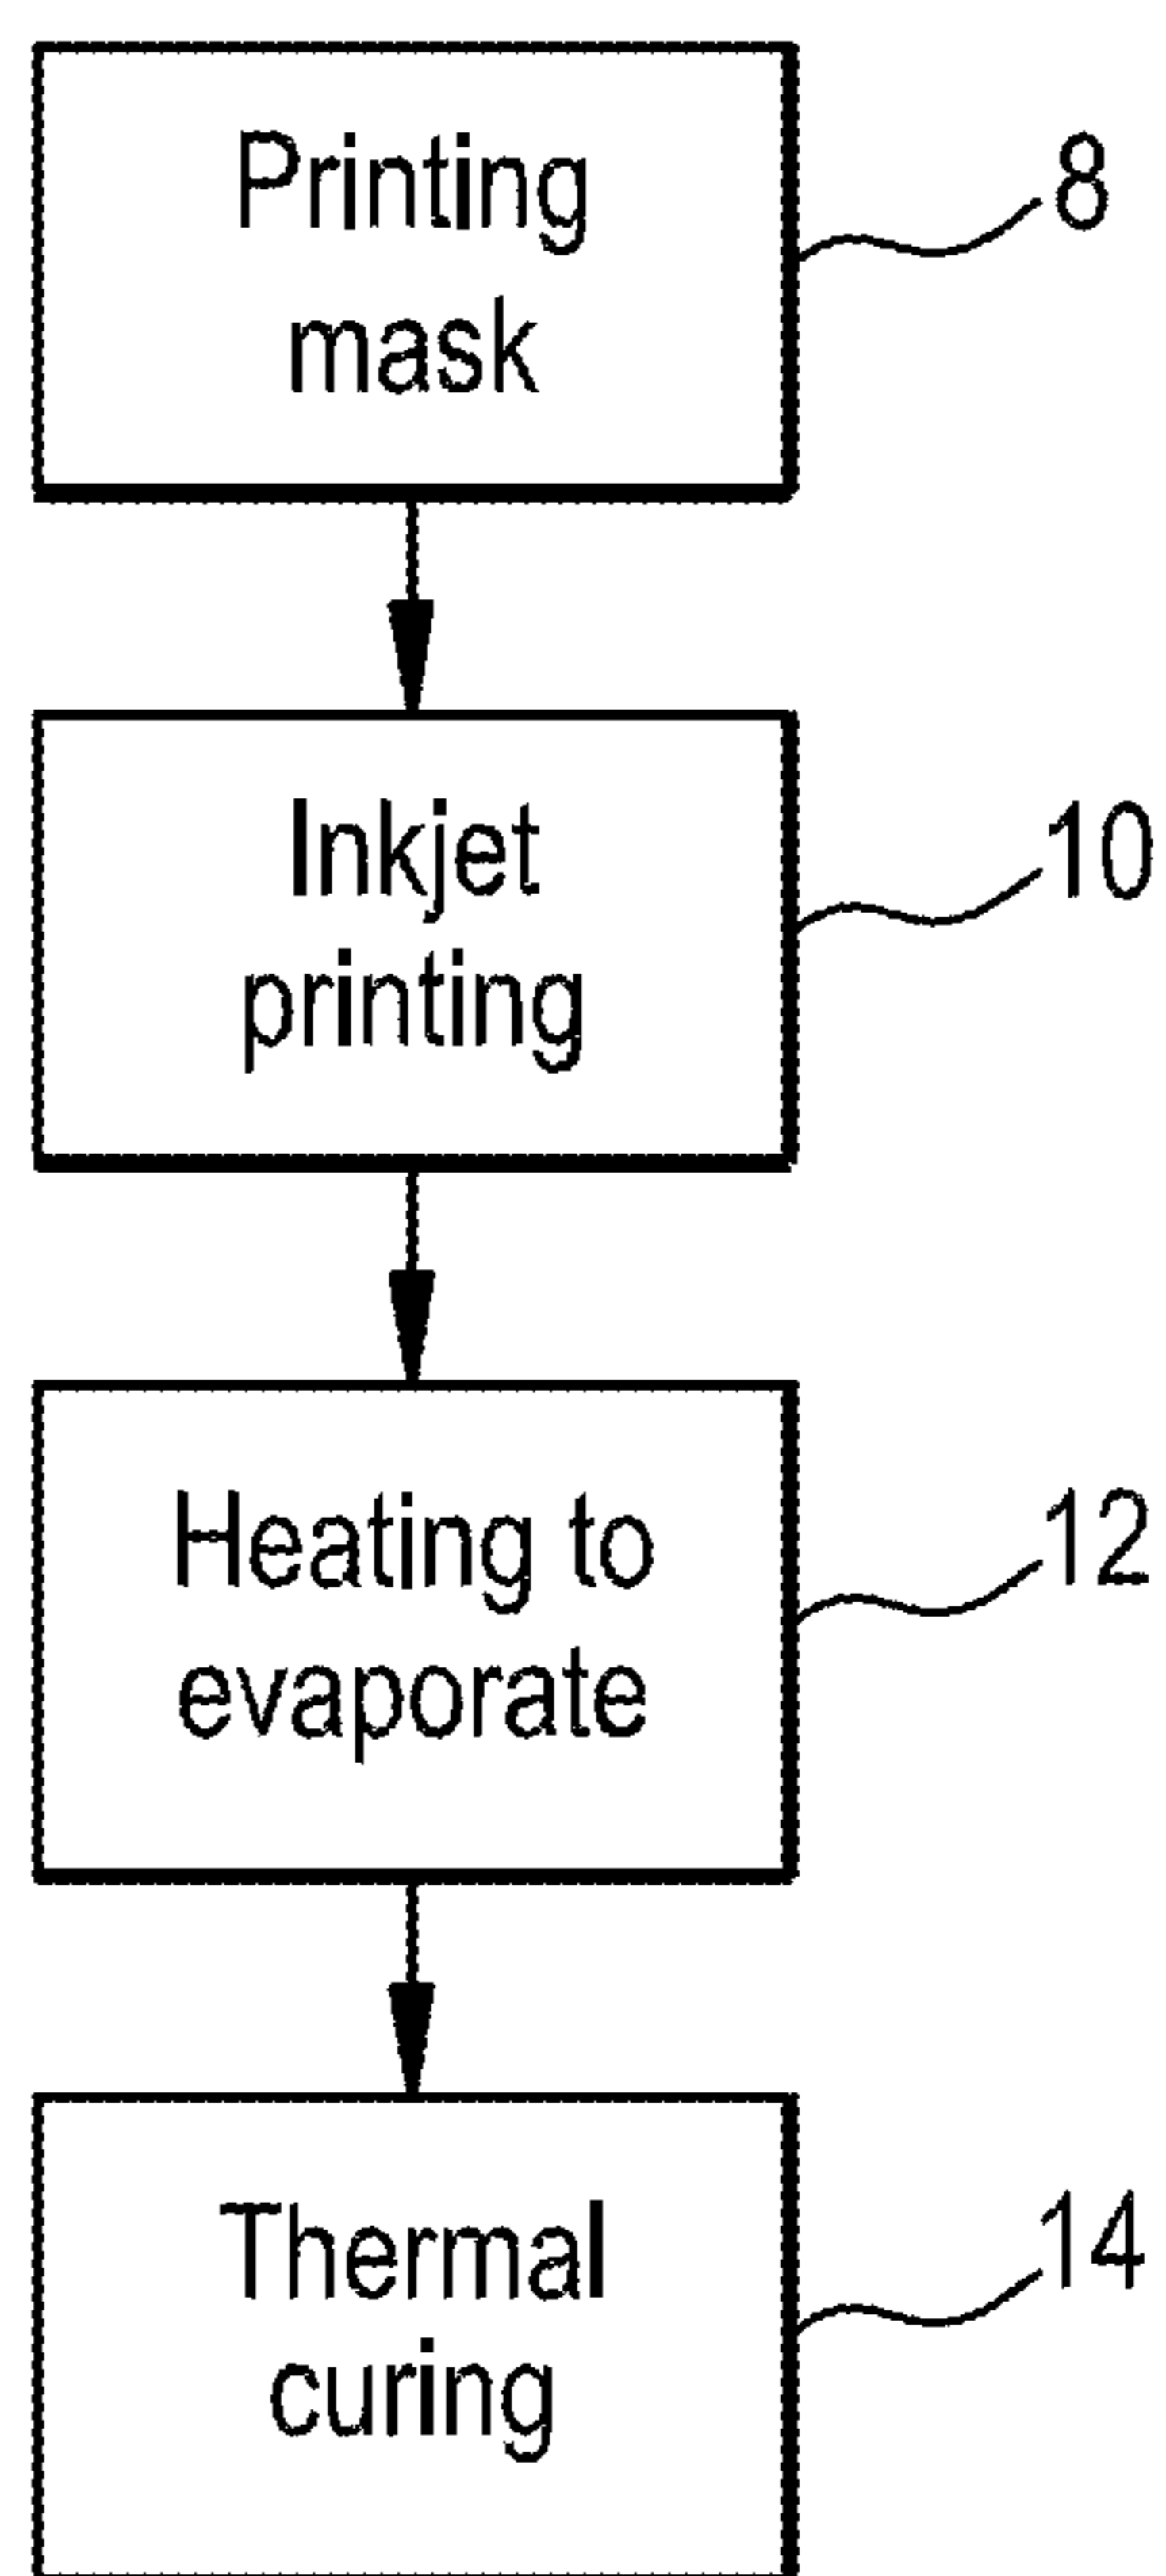 Printing
mask
8
Inkjet
printing
10
Heating to
evaporate
12
Thermal
curing
14